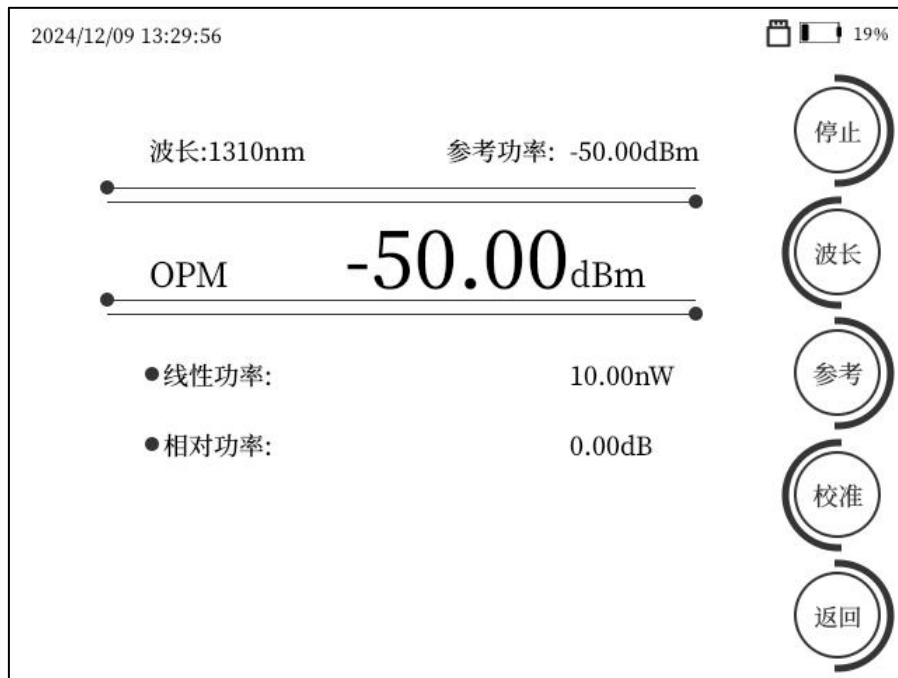 2024/12/09 13:29:56 19%
停止
波长:1310nm 参考功率: -50.00dBm
波长
OPM -50.00dBm
参考
●线性功率: 10.00nW
●相对功率: 0.00dB
校准
返回